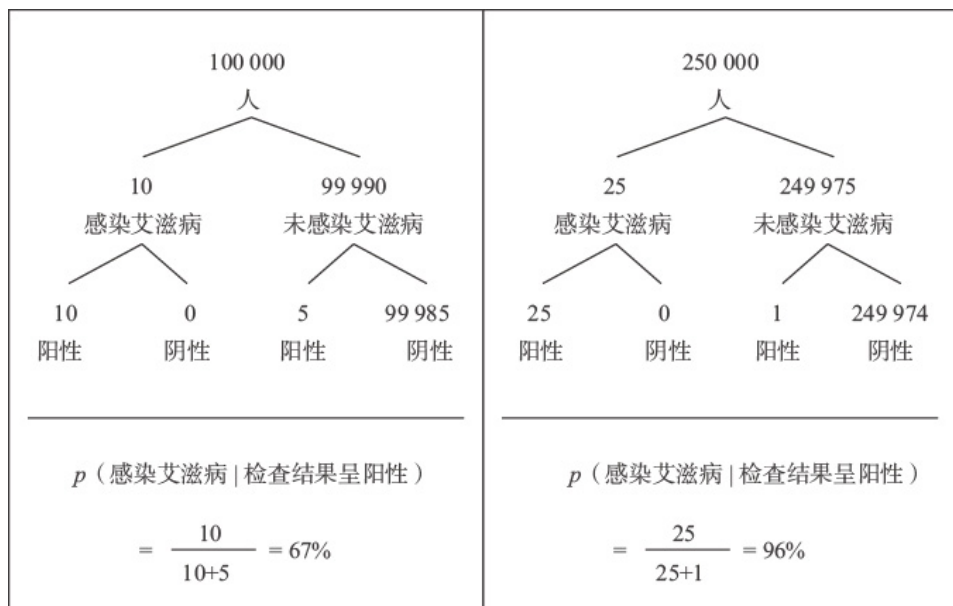 100 000
人
10 99 990
感染艾滋病 未感染艾滋病
10 0 5 99 985
阳性 阴性 阳性 阴性
p（感染艾滋病 | 检查结果呈阳性）
= 10/10+5 = 67%
250 000
人
25 249 975
感染艾滋病 未感染艾滋病
25 0 1 249 974
阳性 阴性 阳性 阴性
p（感染艾滋病 | 检查结果呈阳性）
= 25/25+1 = 96%